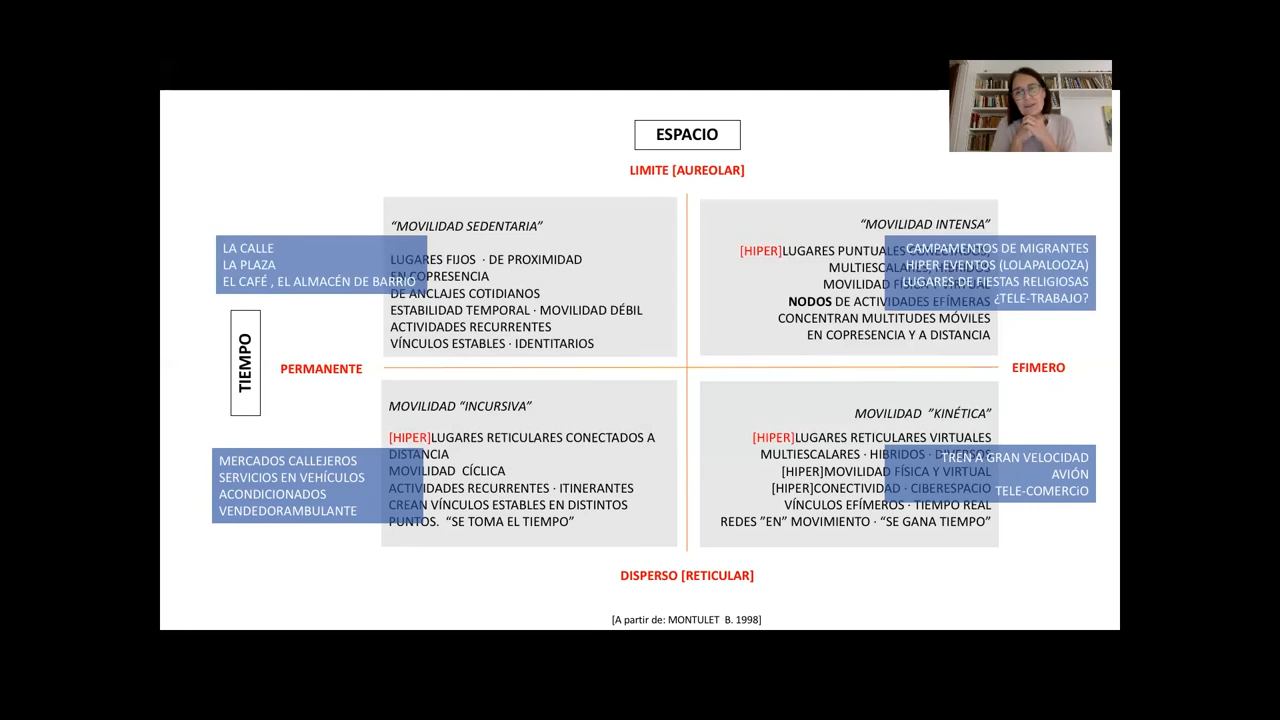 ESPACIO
LIMITE [AUREOLAR]
"MOVILIDAD SEDENTARIA"
LUGARES FIJOS · DE PROXIMIDAD
EN COPRESENCIA
DE ANCLAJES COTIDIANOS
ESTABILIDAD TEMPORAL · MOVILIDAD DÉBIL
ACTIVIDADES RECURRENTES
VÍNCULOS ESTABLES · IDENTITARIOS
LA CALLE
LA PLAZA
EL CAFÉ , EL ALMACÉN DE BARRIO
"MOVILIDAD INTENSA"
[HIPER]LUGARES PUNTUALES
MULTIESCALARES
MOVILIDAD FÍSICA Y VIRTUAL
NODOS DE ACTIVIDADES EFÍMERAS
CONCENTRAN MULTITUDES MÓVILES
EN COPRESENCIA Y A DISTANCIA
CAMPAMENTOS DE MIGRANTES
HIPER EVENTOS (LOLAPALOOZA)
LUGARES DE FIESTAS RELIGIOSAS
¿TELE-TRABAJO?
TIEMPO
PERMANENTE
EFIMERO
MOVILIDAD "INCURSIVA"
[HIPER]LUGARES RETICULARES CONECTADOS A
DISTANCIA
MOVILIDAD CÍCLICA
ACTIVIDADES RECURRENTES · ITINERANTES
CREAN VÍNCULOS ESTABLES EN DISTINTOS
PUNTOS. "SE TOMA EL TIEMPO"
MERCADOS CALLEJEROS
SERVICIOS EN VEHÍCULOS
ACONDICIONADOS
VENDEDORAMBULANTE
MOVILIDAD "KINÉTICA"
[HIPER]LUGARES RETICULARES VIRTUALES
MULTIESCALARES · HIBRIDOS · DIVERSOS
[HIPER]MOVILIDAD FÍSICA Y VIRTUAL
[HIPER]CONECTIVIDAD · CIBERESPACIO
VÍNCULOS EFÍMEROS · TIEMPO REAL
REDES "EN" MOVIMIENTO · "SE GANA TIEMPO"
TREN A GRAN VELOCIDAD
AVIÓN
TELE-COMERCiO
DISPERSO [RETICULAR]
[A partir de: MONTULET B. 1998]